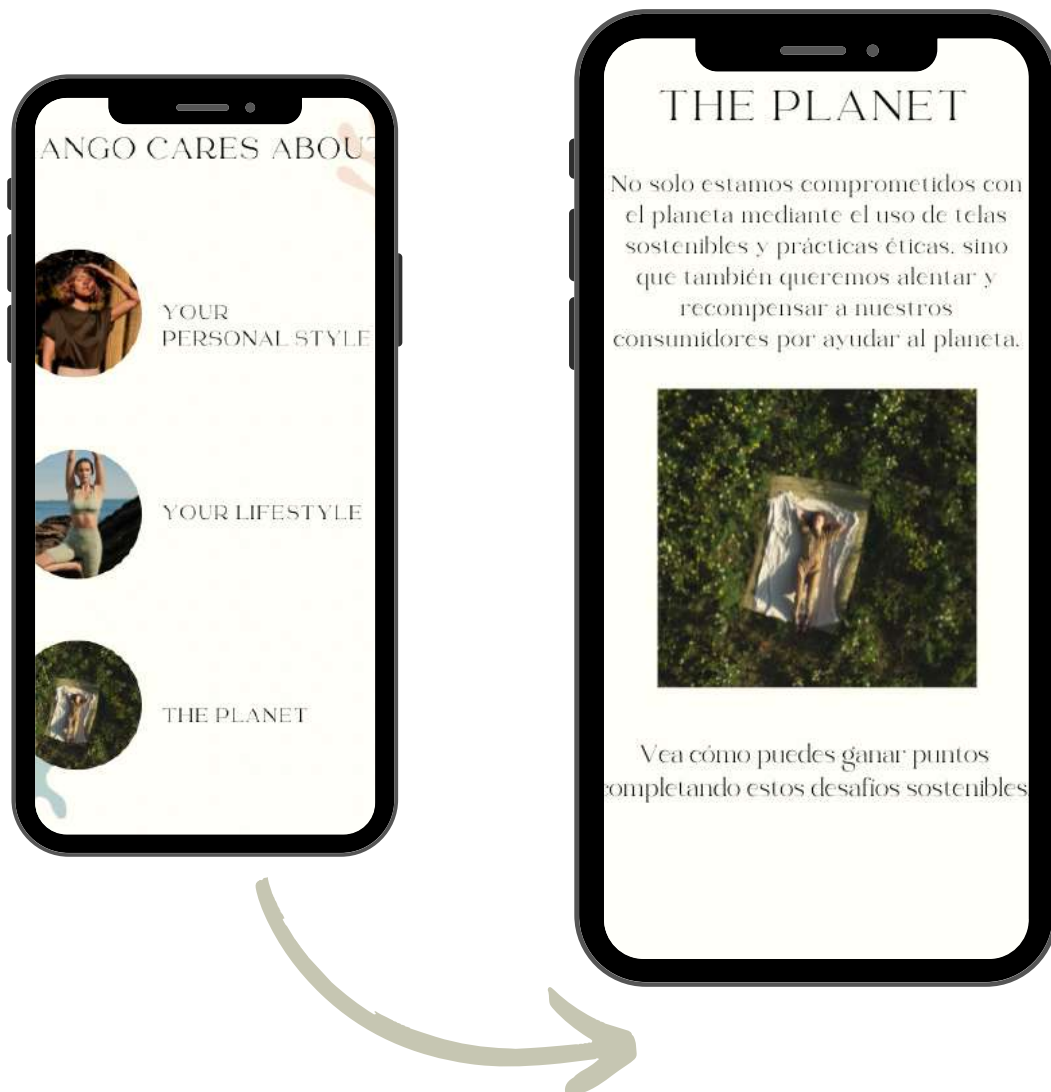 ANGO CARES ABOUT
YOUR
PERSONAL STYLE
YOUR LIFESTYLE
THE PLANET
THE PLANET
No solo estamos comprometidos con
el planeta mediante el uso de telas
sostenibles y prácticas éticas, sino
que también queremos alentar y
recompensar a nuestros
consumidores por ayudar al planeta.
Vea cómo puedes ganar puntos
completando estos desafíos sostenibles